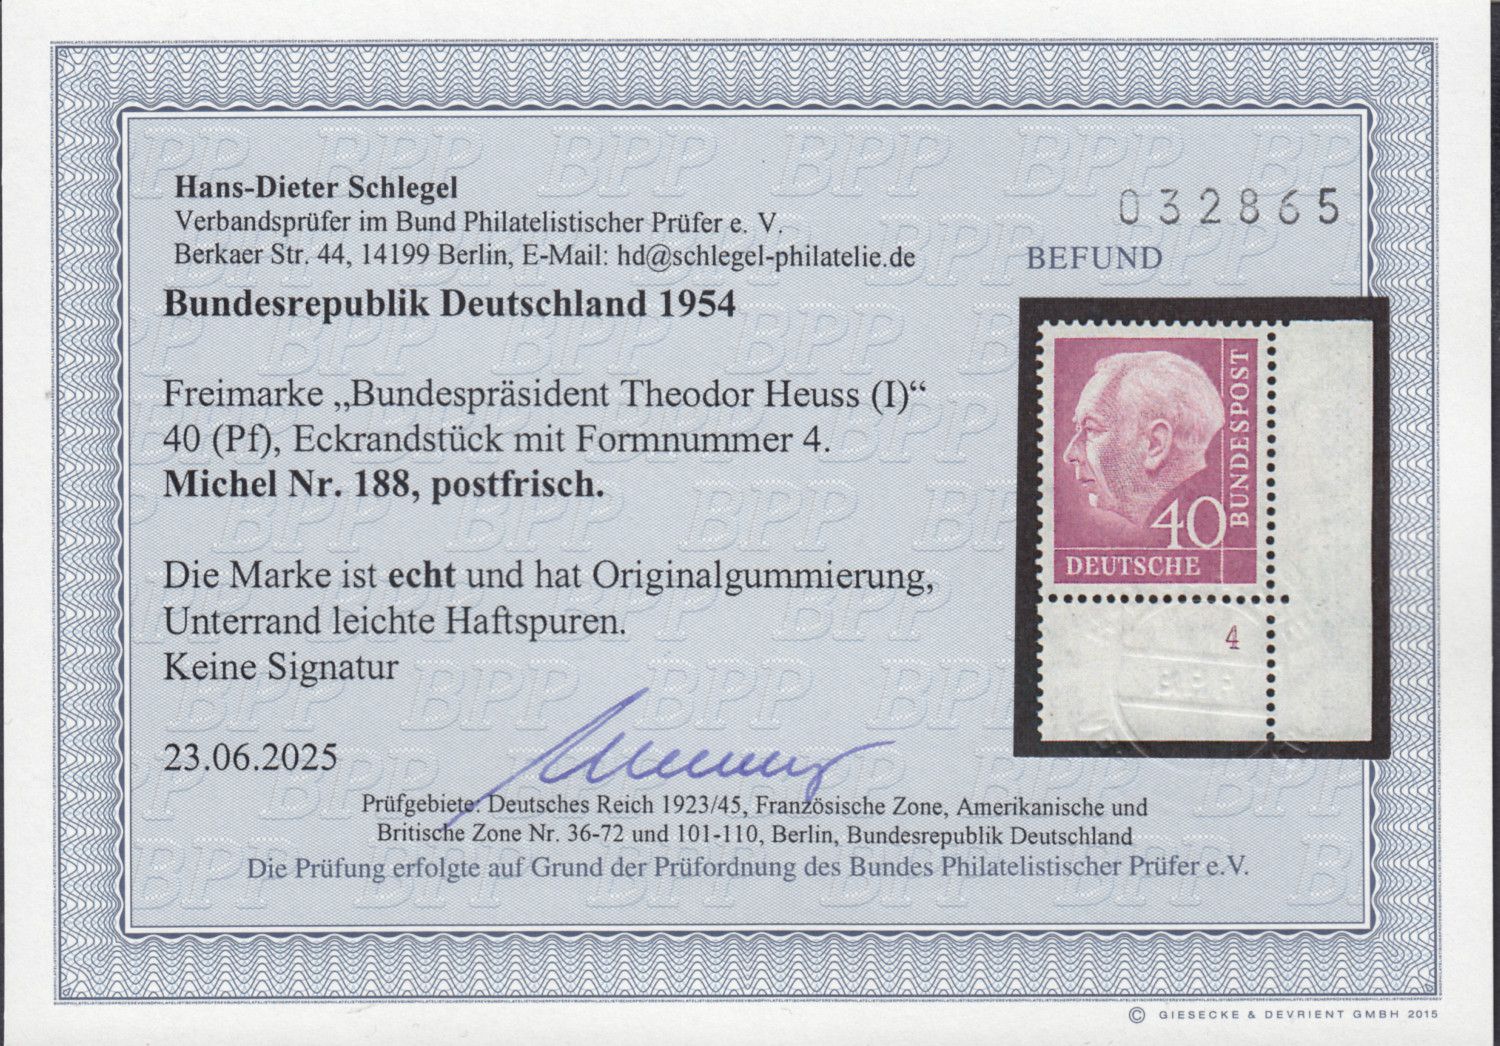 Hans-Dieter Schlegel
Verbandsprüfer im Bund Philatelistischer Prüfer e. V.
Berkaer Str. 44, 14199 Berlin, E-Mail: hd@schlegel-philatelie.de
032865
BEFUND
Bundesrepublik Deutschland 1954
Freimarke „Bundespräsident Theodor Heuss (I)“
40 (Pf), Eckrandstück mit Formnummer 4.
Michel Nr. 188, postfrisch.
Die Marke ist echt und hat Originalgummierung,
Unterrand leichte Haftspuren.
Keine Signatur
23.06.2025
BUNDESPOST
40
DEUTSCHE
4
Prüfgebiete: Deutsches Reich 1923/45, Französische Zone, Amerikanische und
Britische Zone Nr. 36-72 und 101-110, Berlin, Bundesrepublik Deutschland
Die Prüfung erfolgte auf Grund der Prüfordnung des Bundes Philatelistischer Prüfer e.V.
© GIESECKE & DEVRIENT GMBH 2015